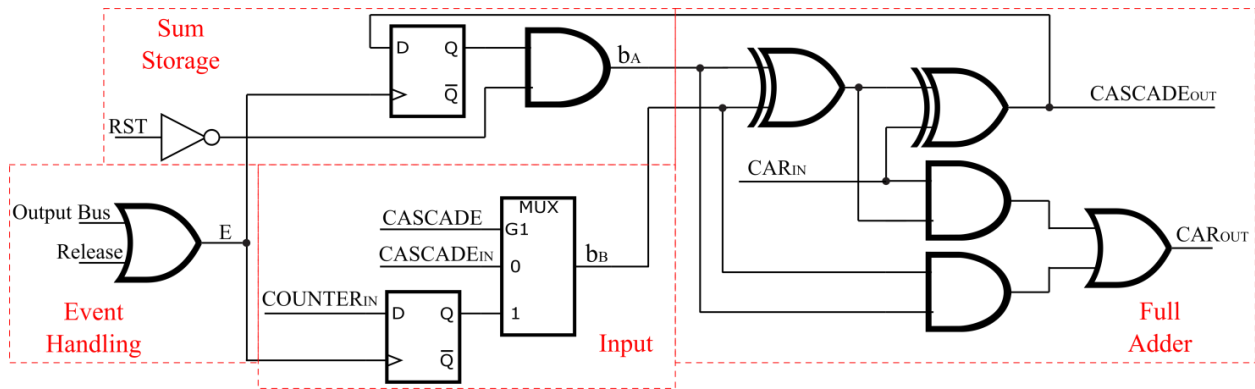 Sum
Storage
D Q
Q
bA
RST
CASCADEOUT
CARIN
Output Bus
Release
E
CASCADE
CASCADEIN
COUNTERIN
MUX
G1
0
1
bB
D Q
Q
CAROUT
Event
Handling
Input
Full
Adder